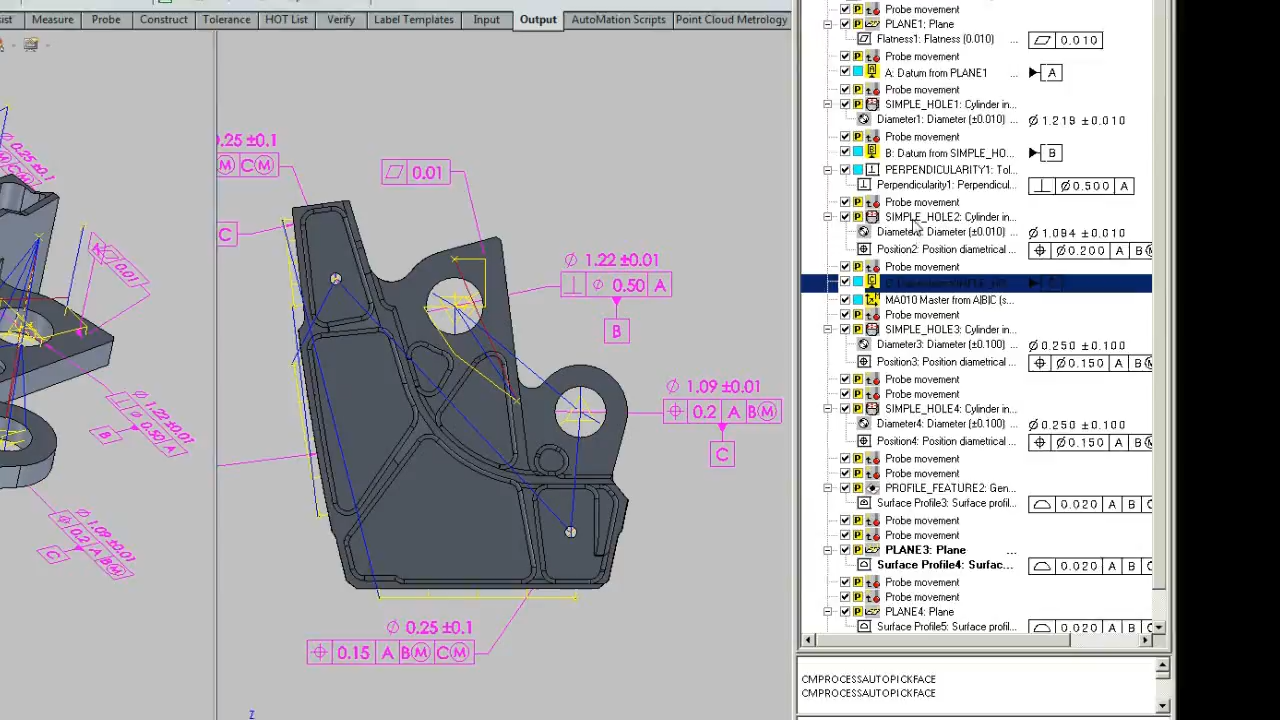 Measure
Probe
Construct
Tolerance
HOT List
Verify
Label Templates
Input
Output
AutoMation Scripts
Point Cloud Metrology
0.25 ±0.1
Ⓜ CⓂ
C
0.01
⌀ 1.22 ±0.01
⊥ ⌀ 0.50 A
B
⌀ 1.09 ±0.01
⌖ 0.2 A BⓂ
C
⌀ 0.25 ±0.1
⌖ 0.15 A BⓂ CⓂ
z
Probe movement
PLANE1: Plane
Flatness1: Flatness (0.010) ... 0.010
Probe movement
A: Datum from PLANE1 ... A
Probe movement
SIMPLE_HOLE1: Cylinder in...
Diameter1: Diameter (±0.010) ... ⌀ 1.219 ±0.010
Probe movement
B: Datum from SIMPLE_HO... B
PERPENDICULARITY1: Tol...
Perpendicularity1: Perpendicul... ⊥ ⌀0.500 A
Probe movement
SIMPLE_HOLE2: Cylinder in...
Diameter2: Diameter (±0.010) ... ⌀ 1.094 ±0.010
Position2: Position diametrical ... ⌖ ⌀0.200 A BⓂ
Probe movement
MA010 Master from A|B|C (s...
Probe movement
SIMPLE_HOLE3: Cylinder in...
Diameter3: Diameter (±0.100) ... ⌀ 0.250 ±0.100
Position3: Position diametrical ... ⌖ ⌀0.150 A BⓂ
Probe movement
Probe movement
SIMPLE_HOLE4: Cylinder in...
Diameter4: Diameter (±0.100) ... ⌀ 0.250 ±0.100
Position4: Position diametrical ... ⌖ ⌀0.150 A BⓂ
Probe movement
Probe movement
PROFILE_FEATURE2: Gen...
Surface Profile3: Surface profil... 0.020 A B C
Probe movement
Probe movement
PLANE3: Plane ...
Surface Profile4: Surfac... 0.020 A B C
Probe movement
Probe movement
PLANE4: Plane
Surface Profile5: Surface profil... 0.020 A B C
CMPROCESSAUTOPICKFACE
CMPROCESSAUTOPICKFACE